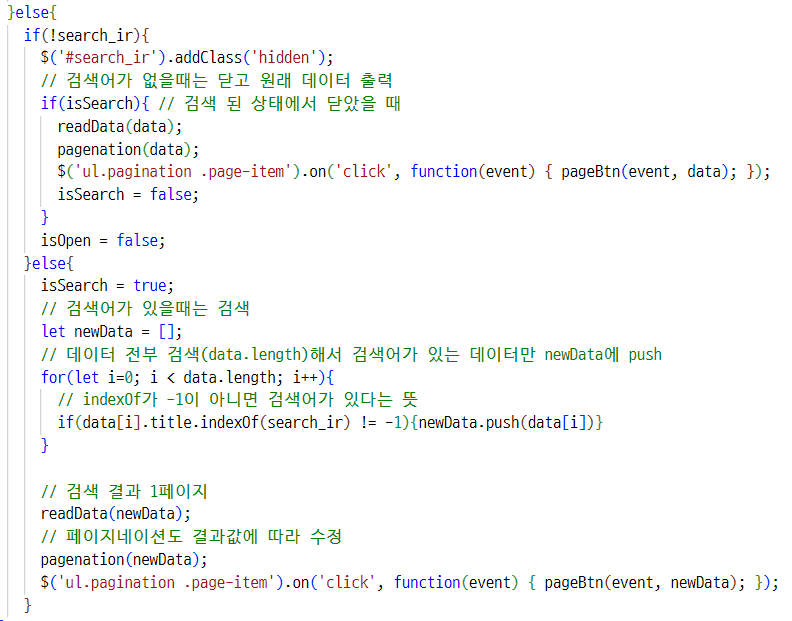 }else{
  if(!search_ir){
    $('#search_ir').addClass('hidden');
    // 검색어가 없을때는 닫고 원래 데이터 출력
    if(isSearch){ // 검색 된 상태에서 닫았을 때
      readData(data);
      pagenation(data);
      $('ul.pagination .page-item').on('click', function(event) { pageBtn(event, data); });
      isSearch = false;
    }
    isOpen = false;
  }else{
    isSearch = true;
    // 검색어가 있을때는 검색
    let newData = [];
    // 데이터 전부 검색(data.length)해서 검색어가 있는 데이터만 newData에 push
    for(let i=0; i < data.length; i++){
      // indexOf가 -1이 아니면 검색어가 있다는 뜻
      if(data[i].title.indexOf(search_ir) != -1){newData.push(data[i])}
    }

    // 검색 결과 1페이지
    readData(newData);
    // 페이지네이션도 결과값에 따라 수정
    pagenation(newData);
    $('ul.pagination .page-item').on('click', function(event) { pageBtn(event, newData); });
  }